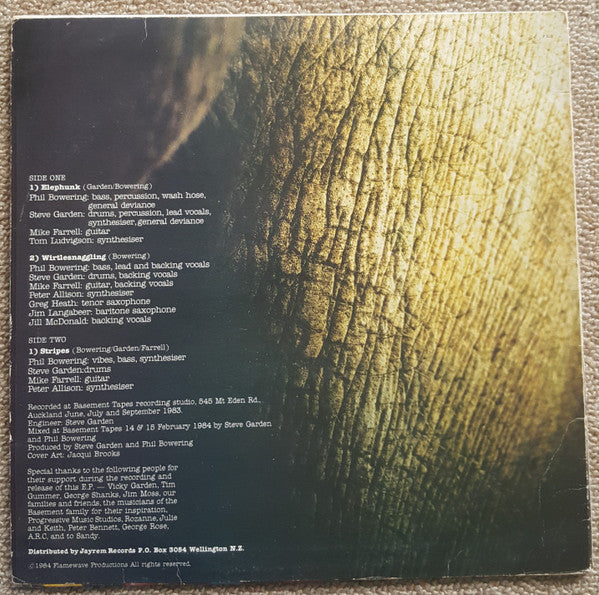 SIDE ONE
1) Elephunk (Garden/Bowering)
Phil Bowering: bass, percussion, wash hose,
general deviance
Steve Garden: drums, percussion, lead vocals,
synthesiser, general deviance
Mike Farrell: guitar
Tom Ludvigson: synthesiser
2) Wirtlesnaggling (Bowering)
Phil Bowering: bass, lead and backing vocals
Steve Garden: drums, backing vocals
Mike Farrell: guitar, backing vocals
Peter Allison: synthesiser
Greg Heath: tenor saxophone
Jim Langabeer: baritone saxophone
Jill McDonald: backing vocals
SIDE TWO
1) Stripes (Bowering/Garden/Farrell)
Phil Bowering: vibes, bass, synthesiser
Steve Garden:drums
Mike Farrell: guitar
Peter Allison: synthesiser
Recorded at Basement Tapes recording studio, 545 Mt Eden Rd.,
Auckland June, July and September 1983.
Engineer: Steve Garden
Mixed at Basement Tapes 14 & 15 February 1984 by Steve Garden
and Phil Bowering
Produced by Steve Garden and Phil Bowering
Cover Art: Jacqui Brooks
Special thanks to the following people for
their support during the recording and
release of this E.P. — Vicky Garden, Tim
Gummer, George Shanks, Jim Moss, our
families and friends, the musicians of the
Basement family for their inspiration,
Progressive Music Studios, Rozanne, Julie
and Keith, Peter Bennett, George Rose,
A.R.C, and to Sandy.
Distributed by Jayrem Records P.O. Box 3054 Wellington N.Z.
©1984 Flamewave Productions All rights reserved.